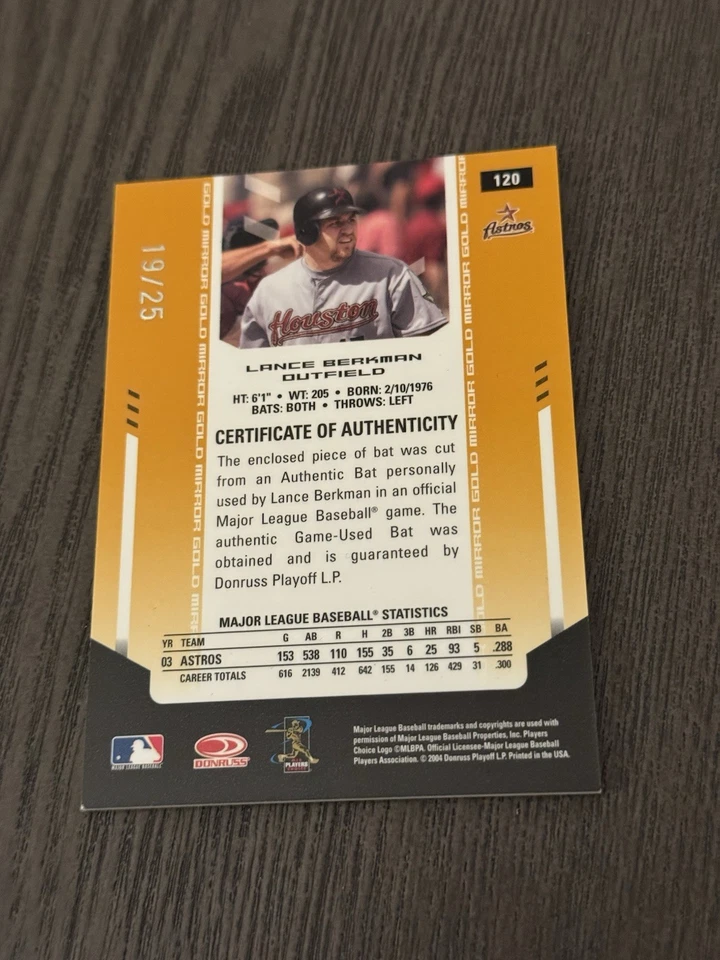 120
Astros
19/25
GOLD MIRROR GOLD MIRROR GOLD MIRROR GOLD MIRROR
MIRROR GOLD MIRROR GOLD MIRROR GOLD MIRROR
Houston
LANCE BERKMAN
OUTFIELD
HT: 6'1" • WT: 205 • BORN: 2/10/1976
BATS: BOTH • THROWS: LEFT
CERTIFICATE OF AUTHENTICITY
The enclosed piece of bat was cut
from an Authentic Bat personally
used by Lance Berkman in an official
Major League Baseball® game. The
authentic Game-Used Bat was
obtained and is guaranteed by
Donruss Playoff L.P.
MAJOR LEAGUE BASEBALL® STATISTICS
YR TEAM G AB R H 2B 3B HR RBI SB BA
03 ASTROS 153 538 110 155 35 6 25 93 5 .288
CAREER TOTALS 616 2139 412 642 155 14 126 429 31 .300
MAJOR LEAGUE BASEBALL
DONRUSS
PLAYERS
CHOICE
Major League Baseball trademarks and copyrights are used with
permission of Major League Baseball Properties, Inc. Players
Choice Logo ©MLBPA. Official Licensee-Major League Baseball
Players Association. © 2004 Donruss Playoff L.P. Printed in the USA.